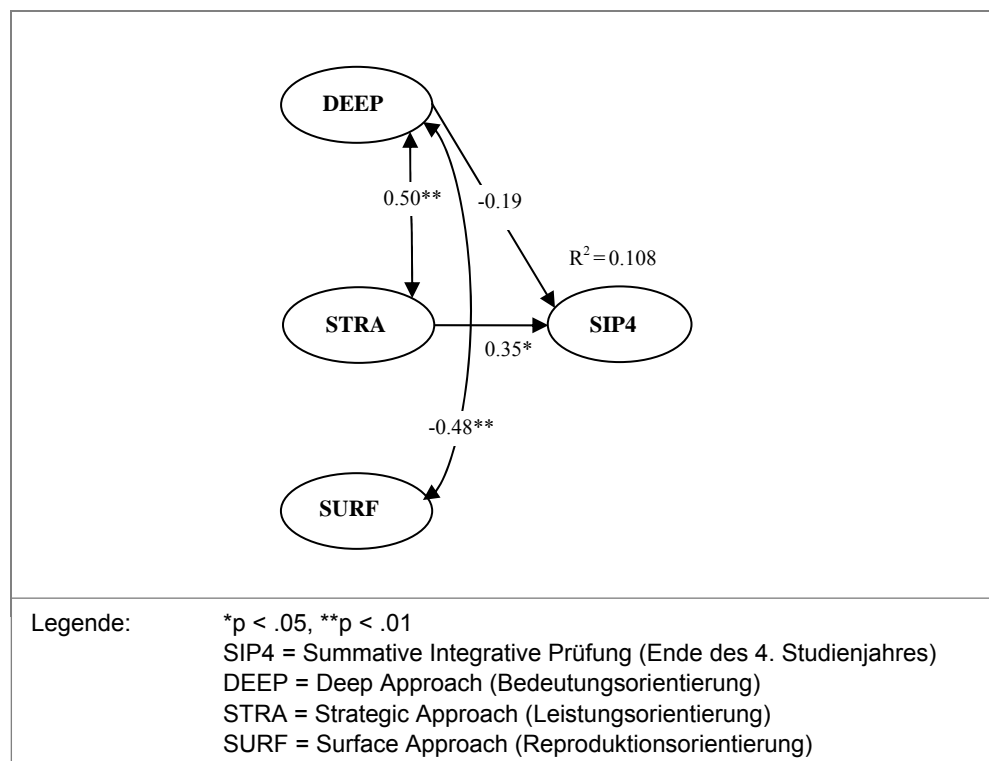 DEEP
0.50**
-0.19
R² = 0.108
STRA
SIP4
0.35*
-0.48**
SURF
Legende: *p < .05, **p < .01
SIP4 = Summative Integrative Prüfung (Ende des 4. Studienjahres)
DEEP = Deep Approach (Bedeutungsorientierung)
STRA = Strategic Approach (Leistungsorientierung)
SURF = Surface Approach (Reproduktionsorientierung)